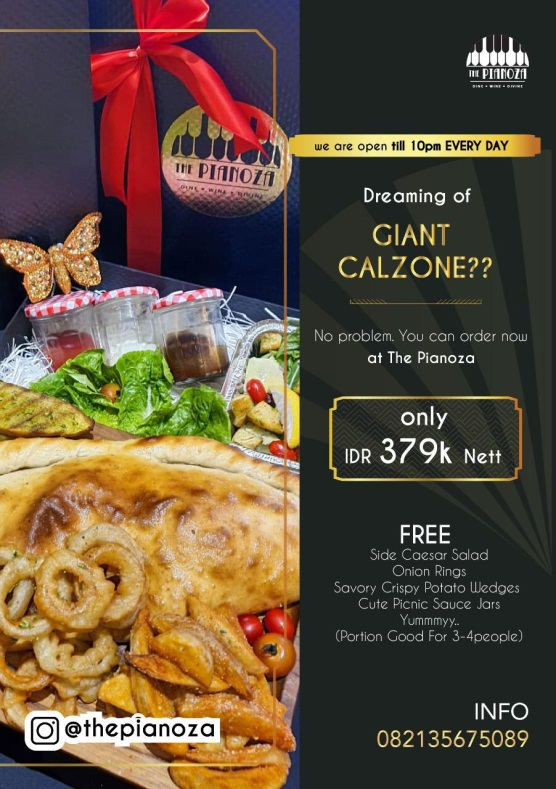 THE PIANOZA
DINE • WINE • DIVINE
we are open till 10pm EVERY DAY
THE PIANOZA
DINE • WINE • DIVINE
Dreaming of
GIANT
CALZONE??
No problem. You can order now
at The Pianoza
only
IDR 379k Nett
FREE
Side Caesar Salad
Onion Rings
Savory Crispy Potato Wedges
Cute Picnic Sauce Jars
Yummmyy..
(Portion Good For 3-4people)
INFO
082135675089
@thepianoza